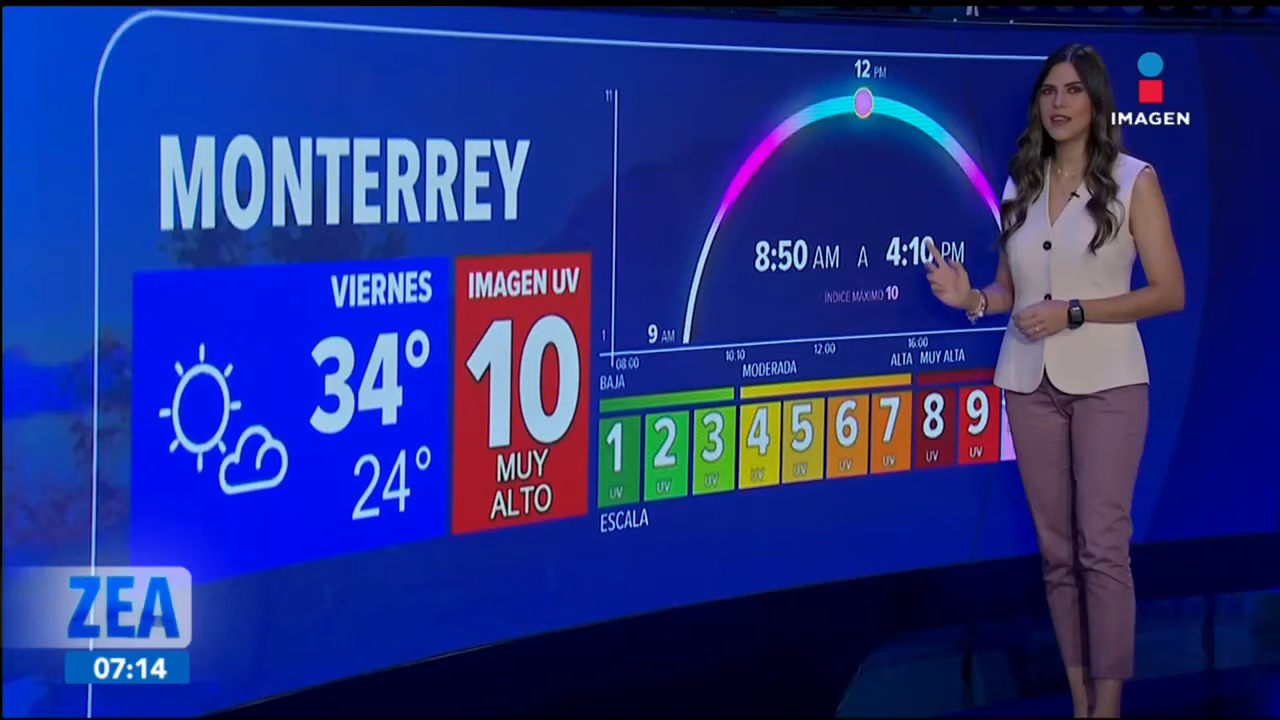 12 PM
IMAGEN
11
MONTERREY
8:50 AM A 4:10 PM
ÍNDICE MÁXIMO 10
VIERNES
34°
24°
IMAGEN UV
10
MUY
ALTO
1
9 AM
08:00 10:10 12:00 16:00
BAJA MODERADA ALTA MUY ALTA
1 2 3 4 5 6 7 8 9
UV UV UV UV UV UV UV UV UV
ESCALA
ZEA
07:14